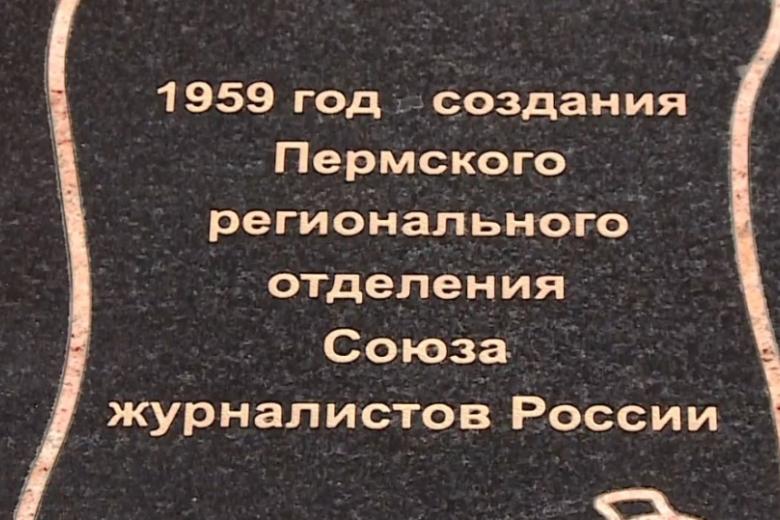 1959 год создания
Пермского
регионального
отделения
Союза
журналистов России